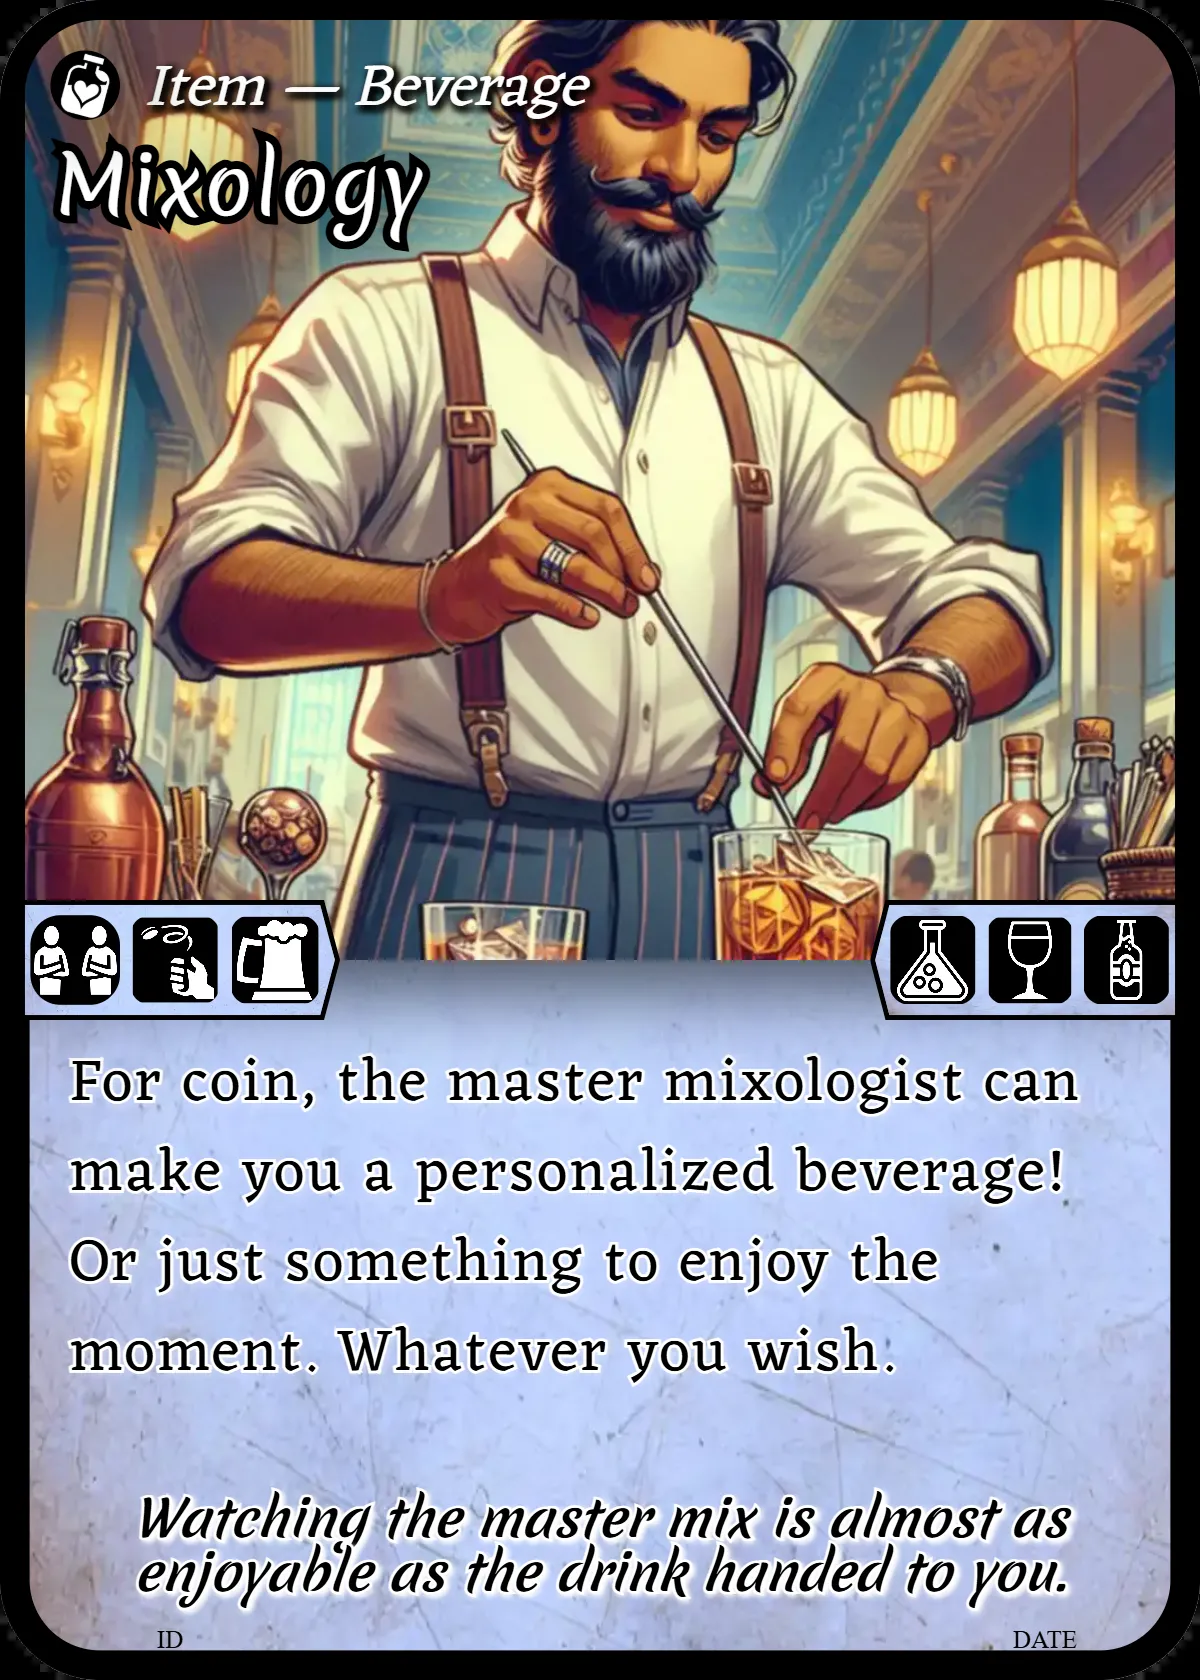 Item — Beverage
Mixology
For coin, the master mixologist can
make you a personalized beverage!
Or just something to enjoy the
moment. Whatever you wish.
Watching the master mix is almost as
enjoyable as the drink handed to you.
ID
DATE